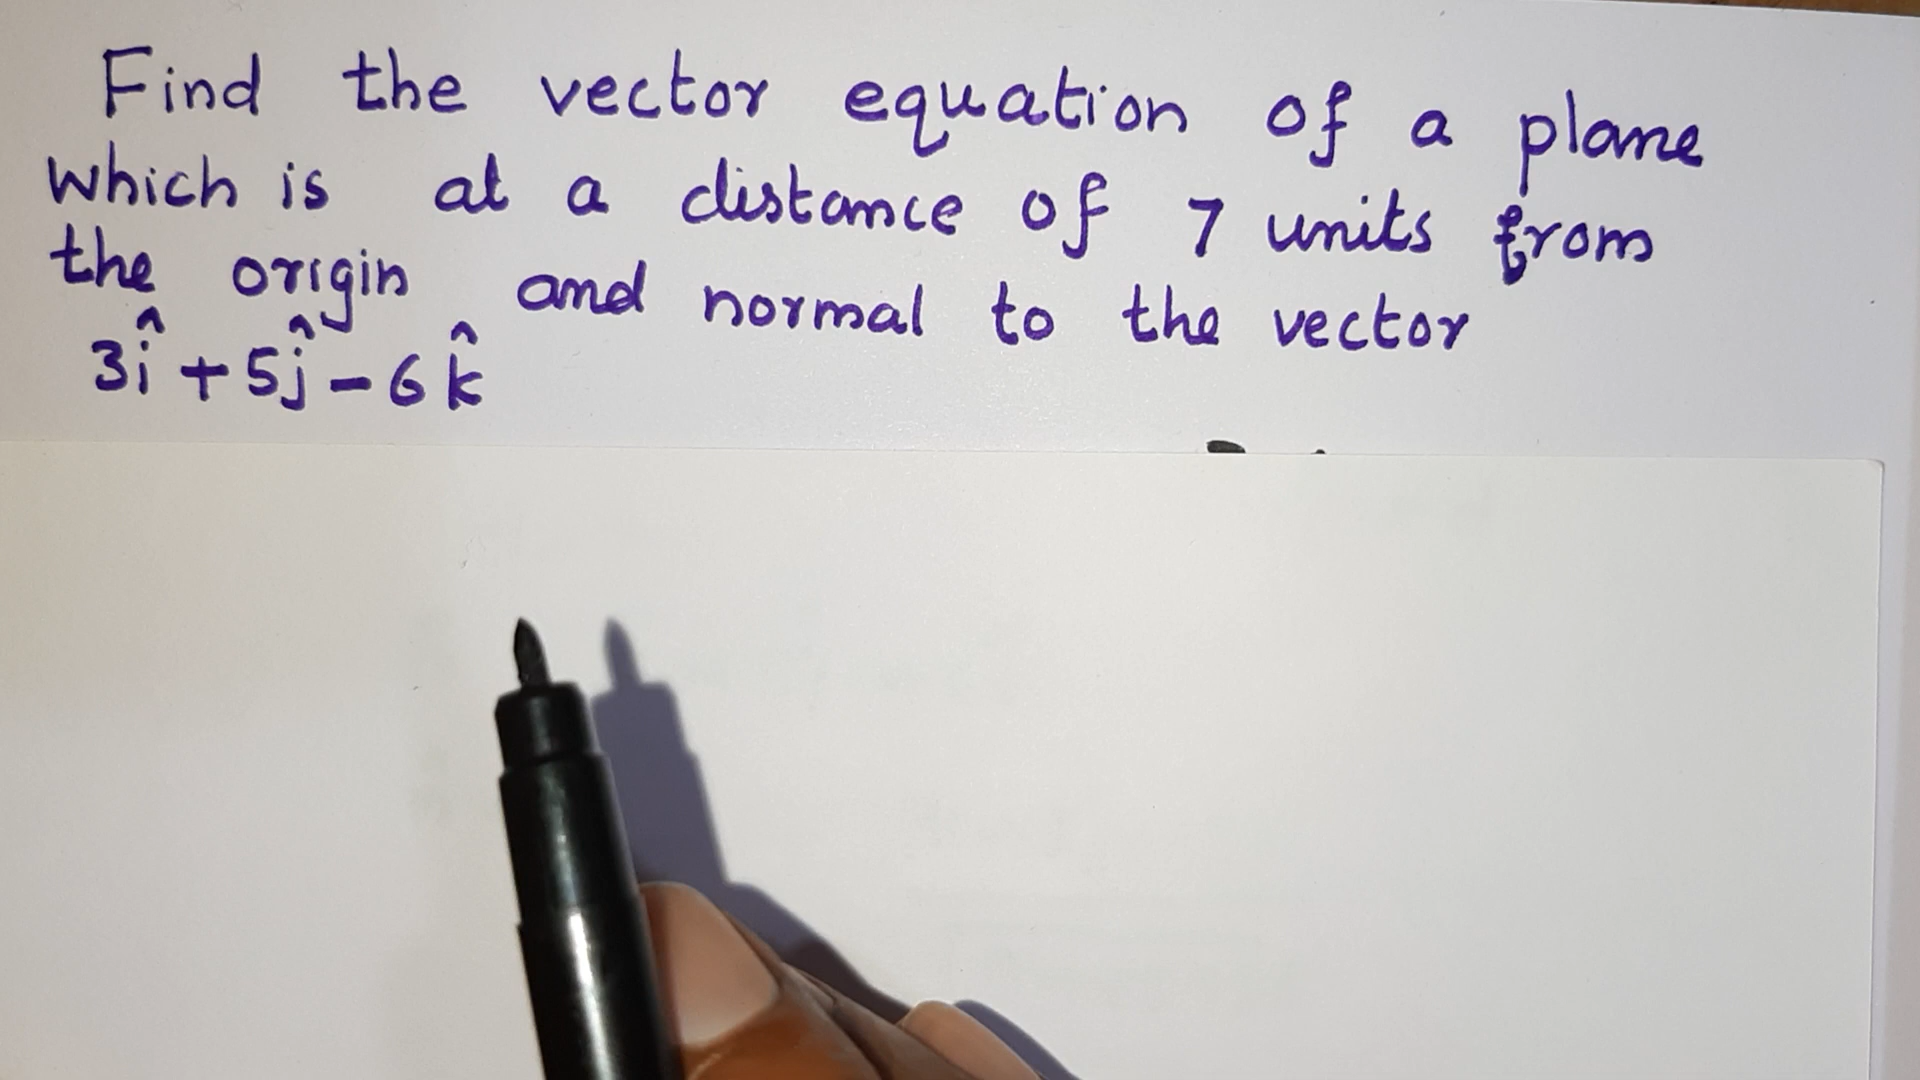 Find the vector equation of a plane
which is at a distance of 7 units from
the origin and normal to the vector
3î + 5ĵ - 6k̂